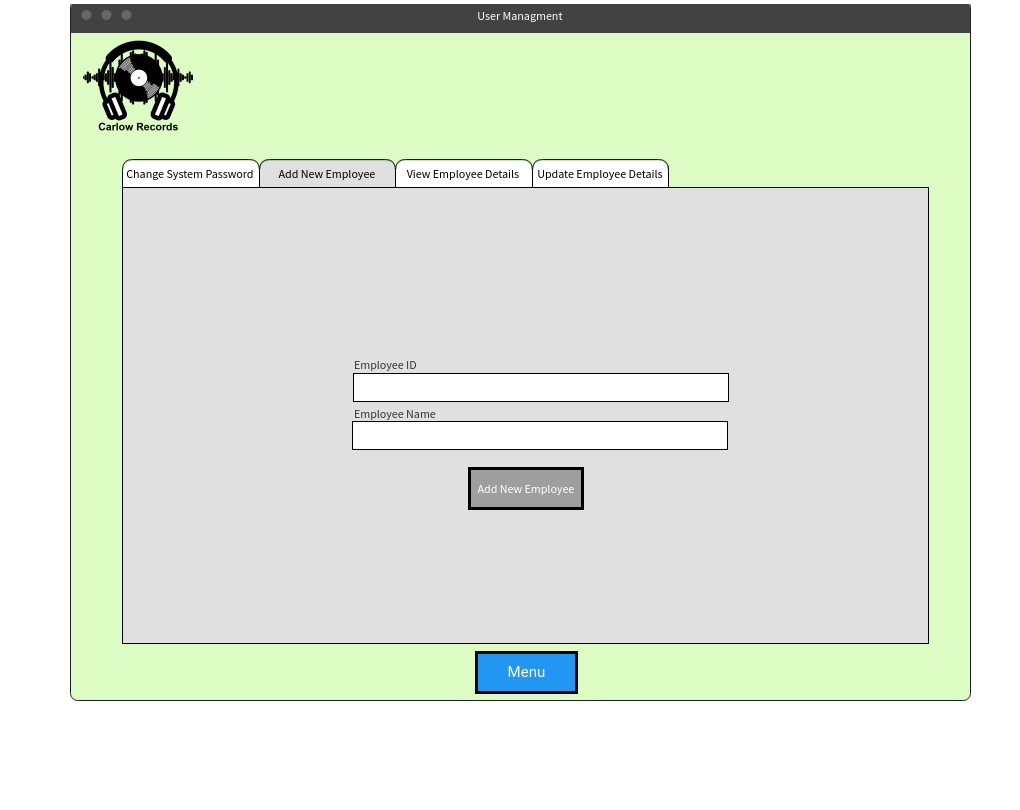 User Managment
Carlow Records
Change System Password
Add New Employee
View Employee Details
Update Employee Details
Employee ID
Employee Name
Add New Employee
Menu